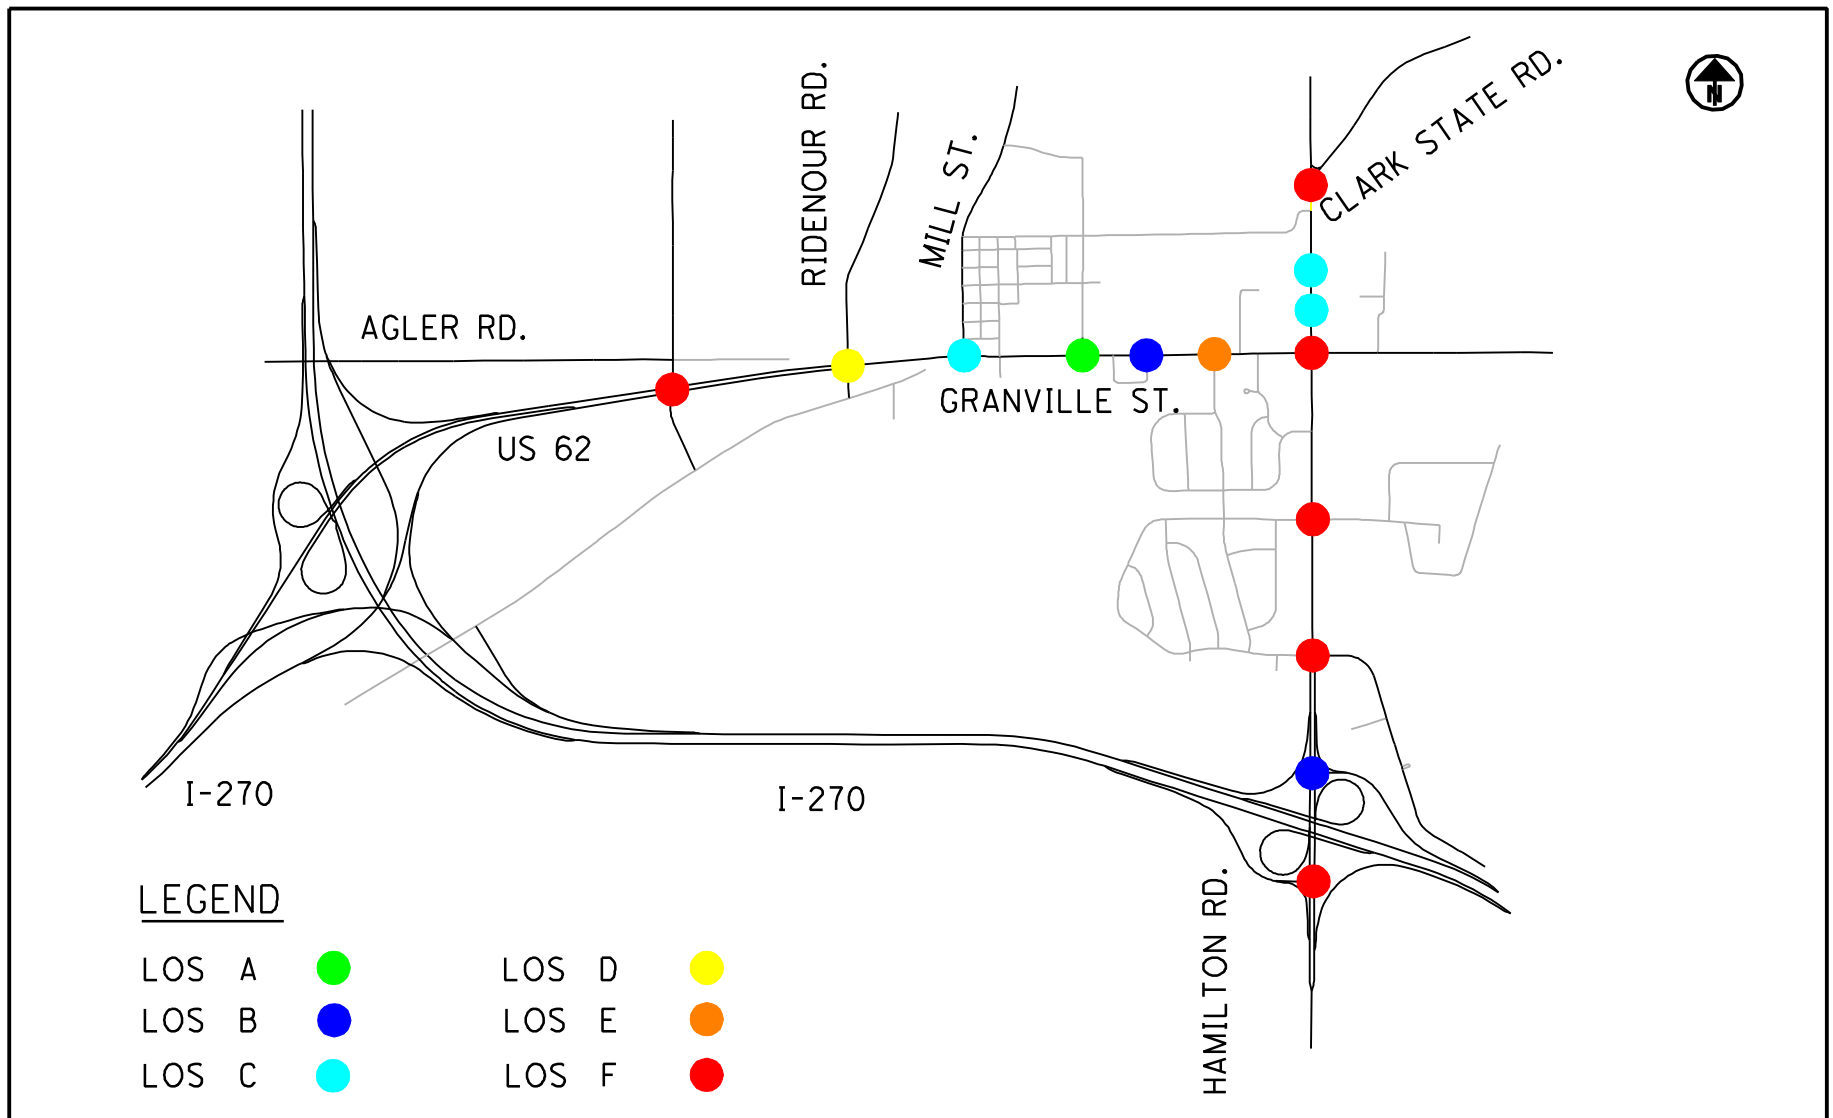 N
CLARK STATE RD.
RIDENOUR RD.
MILL ST.
AGLER RD.
GRANVILLE ST.
US 62
I-270
I-270
HAMILTON RD.
LEGEND
LOS A
LOS D
LOS B
LOS E
LOS C
LOS F